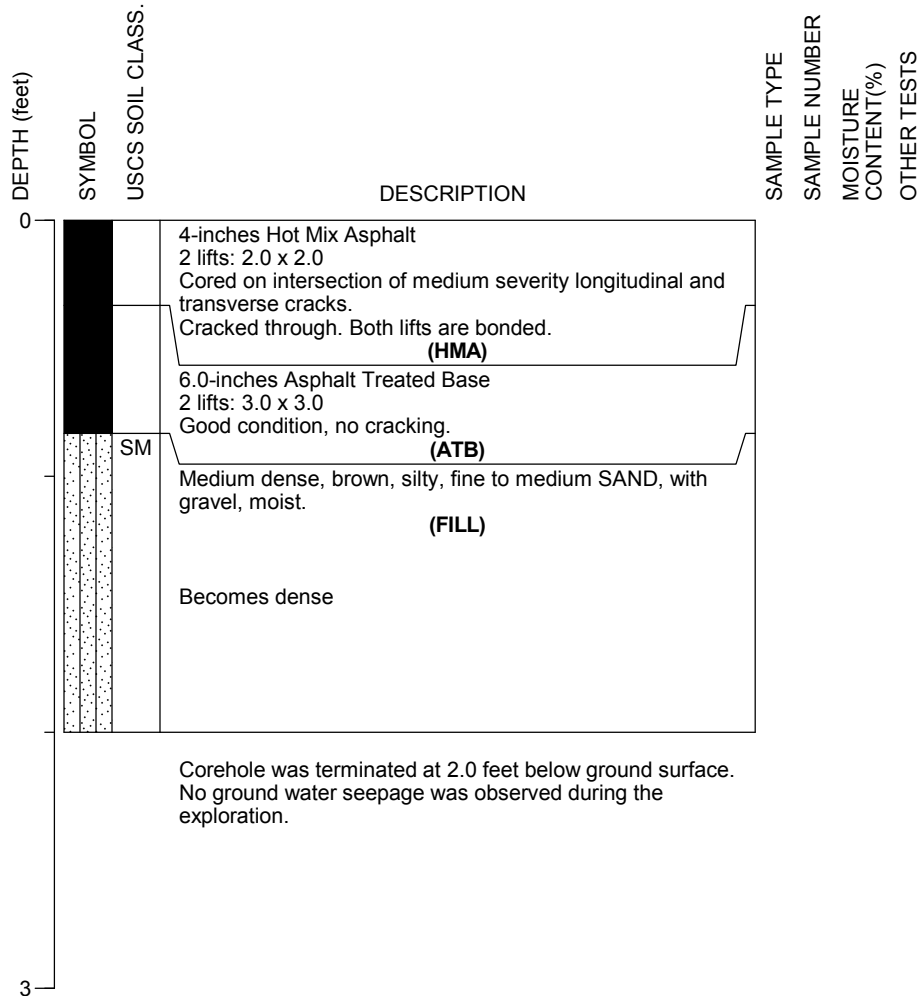 DEPTH (feet)
SYMBOL
USCS SOIL CLASS.
DESCRIPTION
SAMPLE TYPE
SAMPLE NUMBER
MOISTURE
CONTENT(%)
OTHER TESTS
0
4-inches Hot Mix Asphalt
2 lifts: 2.0 x 2.0
Cored on intersection of medium severity longitudinal and
transverse cracks.
Cracked through. Both lifts are bonded.
(HMA)
6.0-inches Asphalt Treated Base
2 lifts: 3.0 x 3.0
Good condition, no cracking.
SM
(ATB)
Medium dense, brown, silty, fine to medium SAND, with
gravel, moist.
(FILL)
Becomes dense
Corehole was terminated at 2.0 feet below ground surface.
No ground water seepage was observed during the
exploration.
3